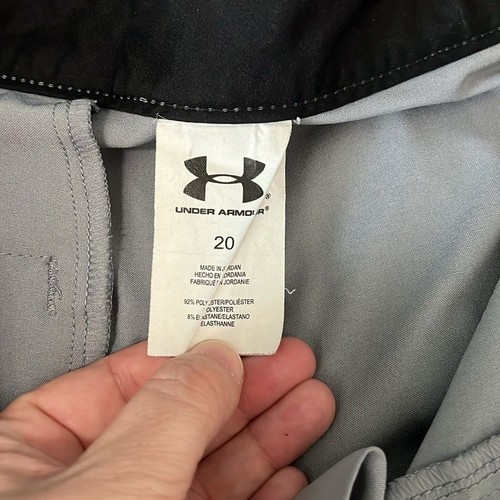 UNDER ARMOUR®
20
MADE IN JORDAN
HECHO EN JORDANIA
FABRIQUÉ EN JORDANIE
92% POLYESTER/POLIÉSTER
POLYESTER
8% ELASTANE/ELASTANO
ÉLASTHANNE